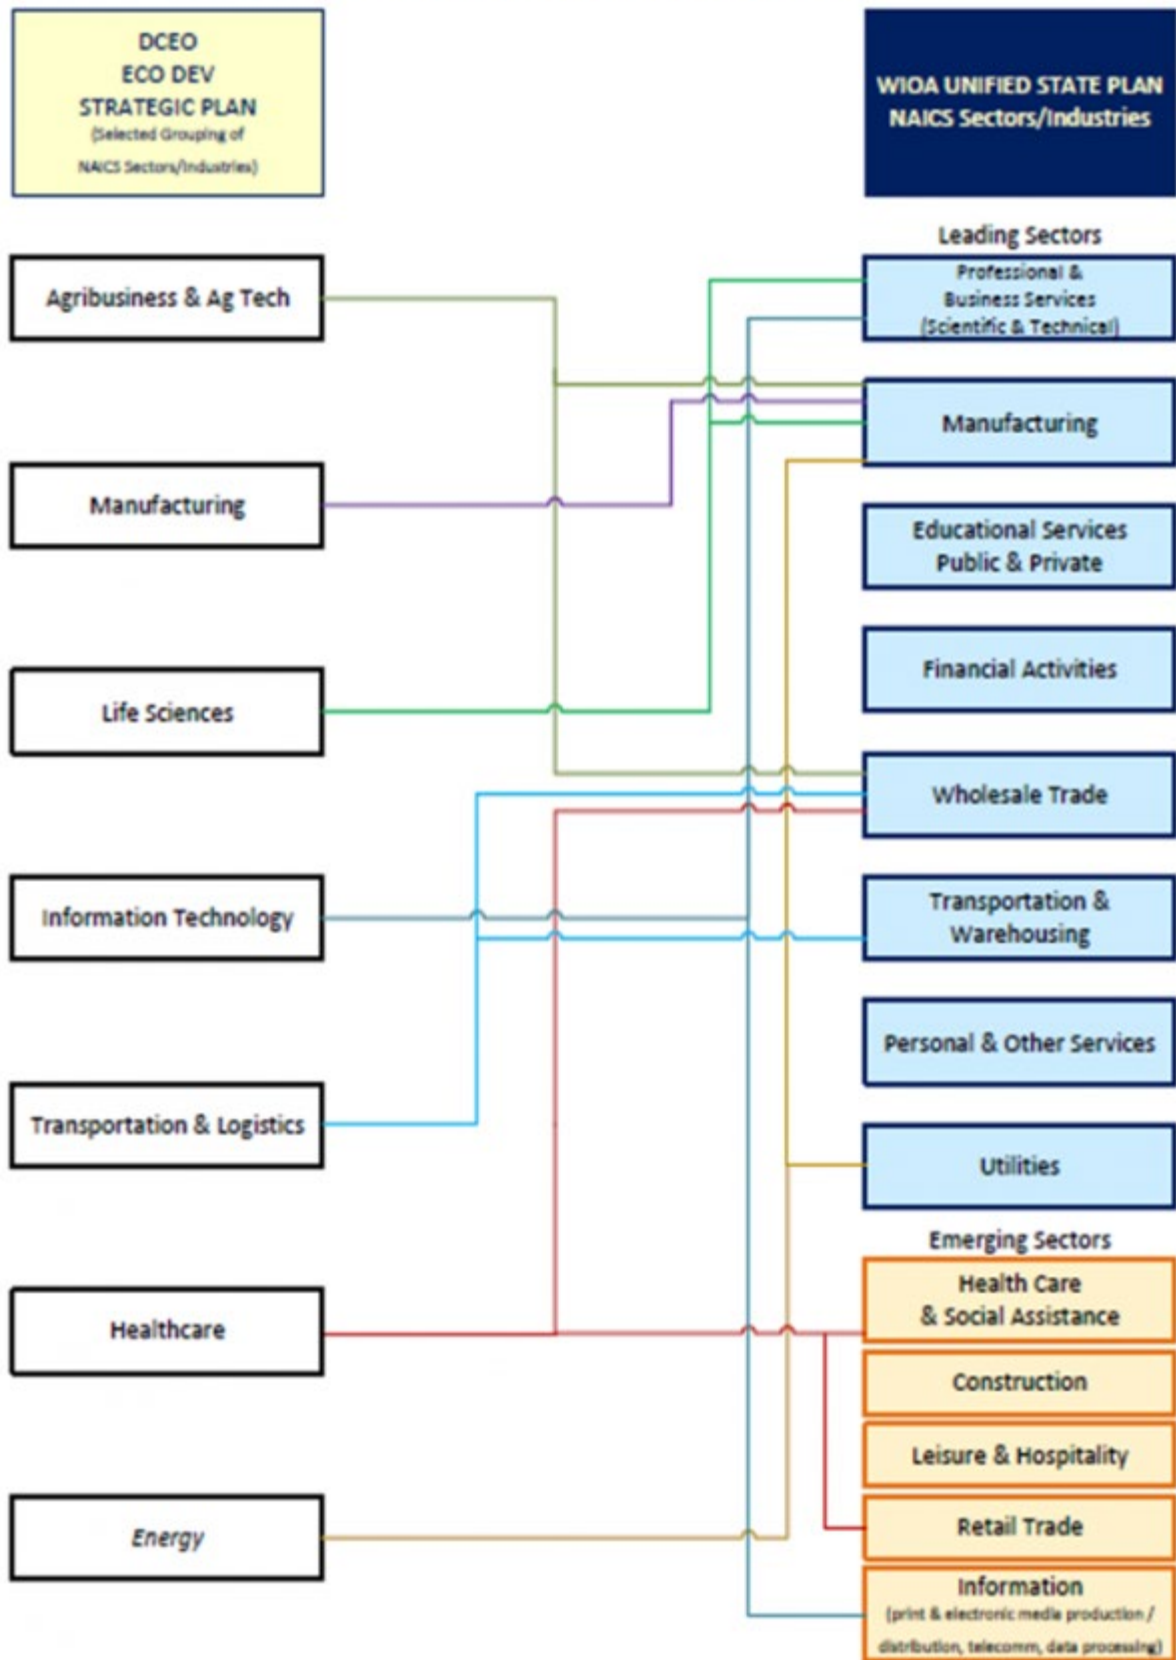 DCEO
ECO DEV
STRATEGIC PLAN
(Selected Grouping of
NAICS Sectors/Industries)
Agribusiness & Ag Tech
Manufacturing
Life Sciences
Information Technology
Transportation & Logistics
Healthcare
Energy
WIOA UNIFIED STATE PLAN
NAICS Sectors/Industries
Leading Sectors
Professional &
Business Services
(Scientific & Technical)
Manufacturing
Educational Services
Public & Private
Financial Activities
Wholesale Trade
Transportation &
Warehousing
Personal & Other Services
Utilities
Emerging Sectors
Health Care
& Social Assistance
Construction
Leisure & Hospitality
Retail Trade
Information
(print & electronic media production /
distribution, telecomm, data processing)